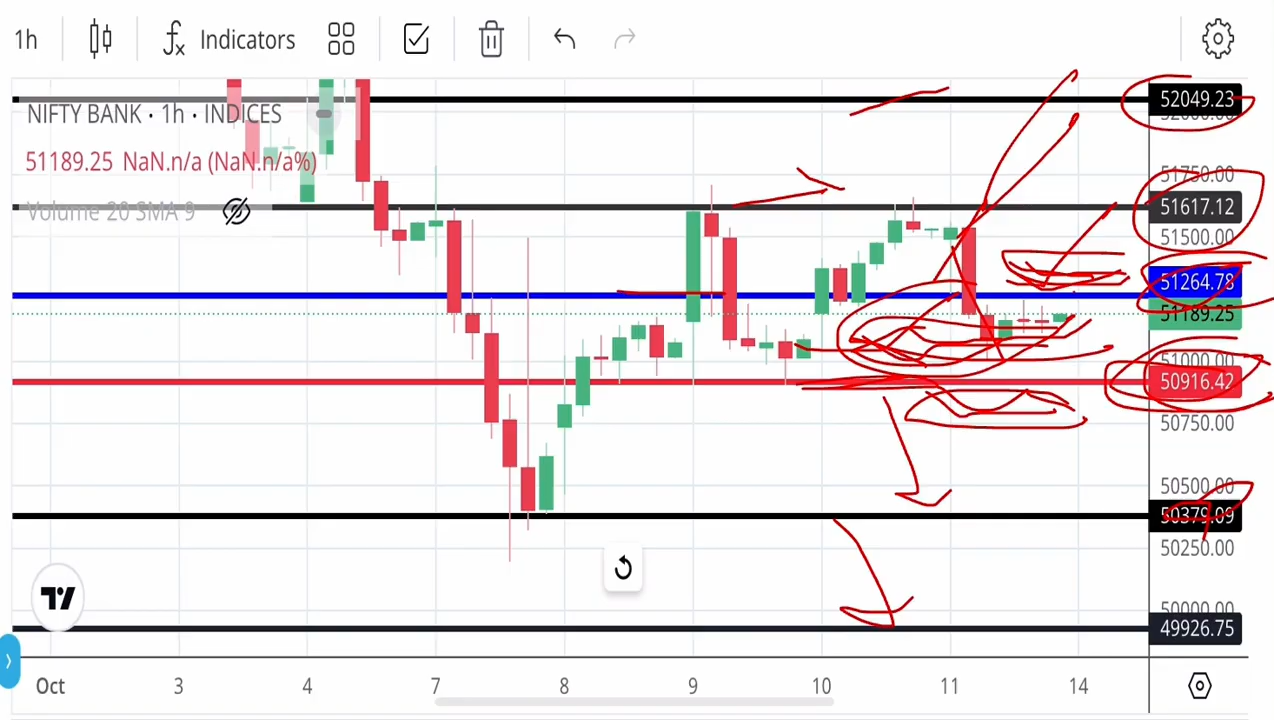 1h
Indicators
NIFTY BANK · 1h · INDICES
51189.25 NaN.n/a (NaN.n/a%)
Volume 20 SMA 9
52049.23
52000.00
51750.00
51617.12
51500.00
51264.78
51189.25
51000.00
50916.42
50750.00
50500.00
50379.09
50250.00
50000.00
49926.75
Oct 3 4 7 8 9 10 11 14